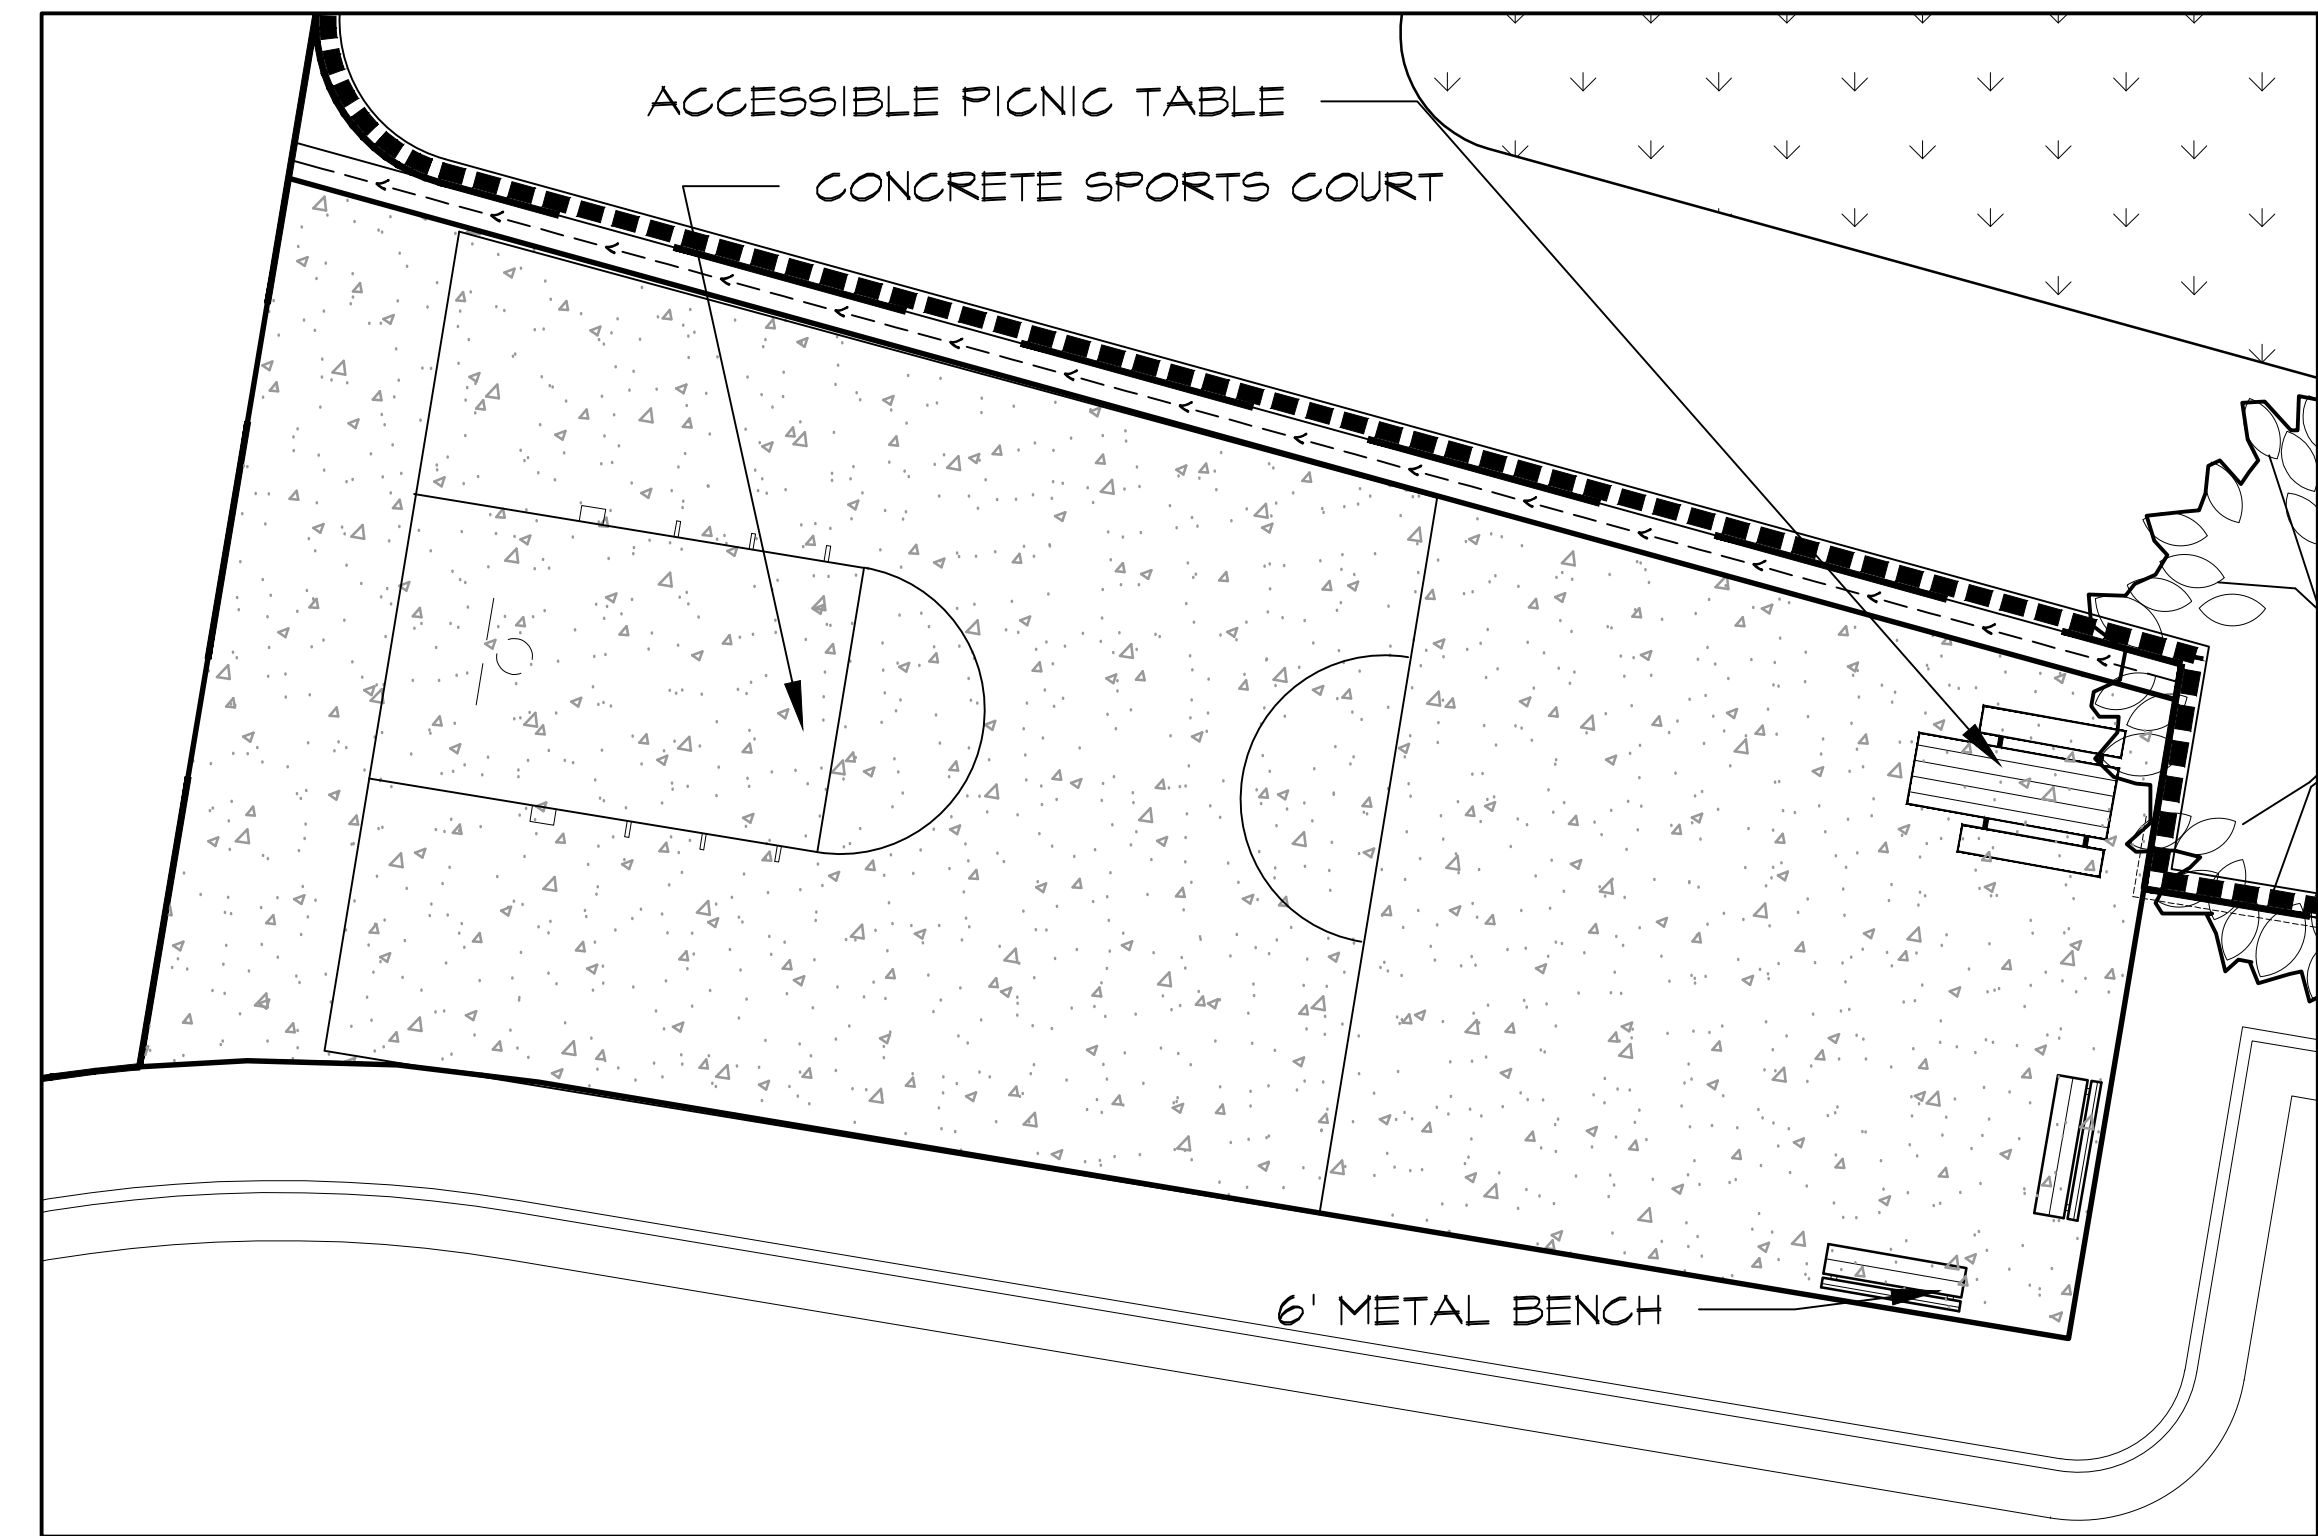 ACCESSIBLE PICNIC TABLE
CONCRETE SPORTS COURT
6' METAL BENCH